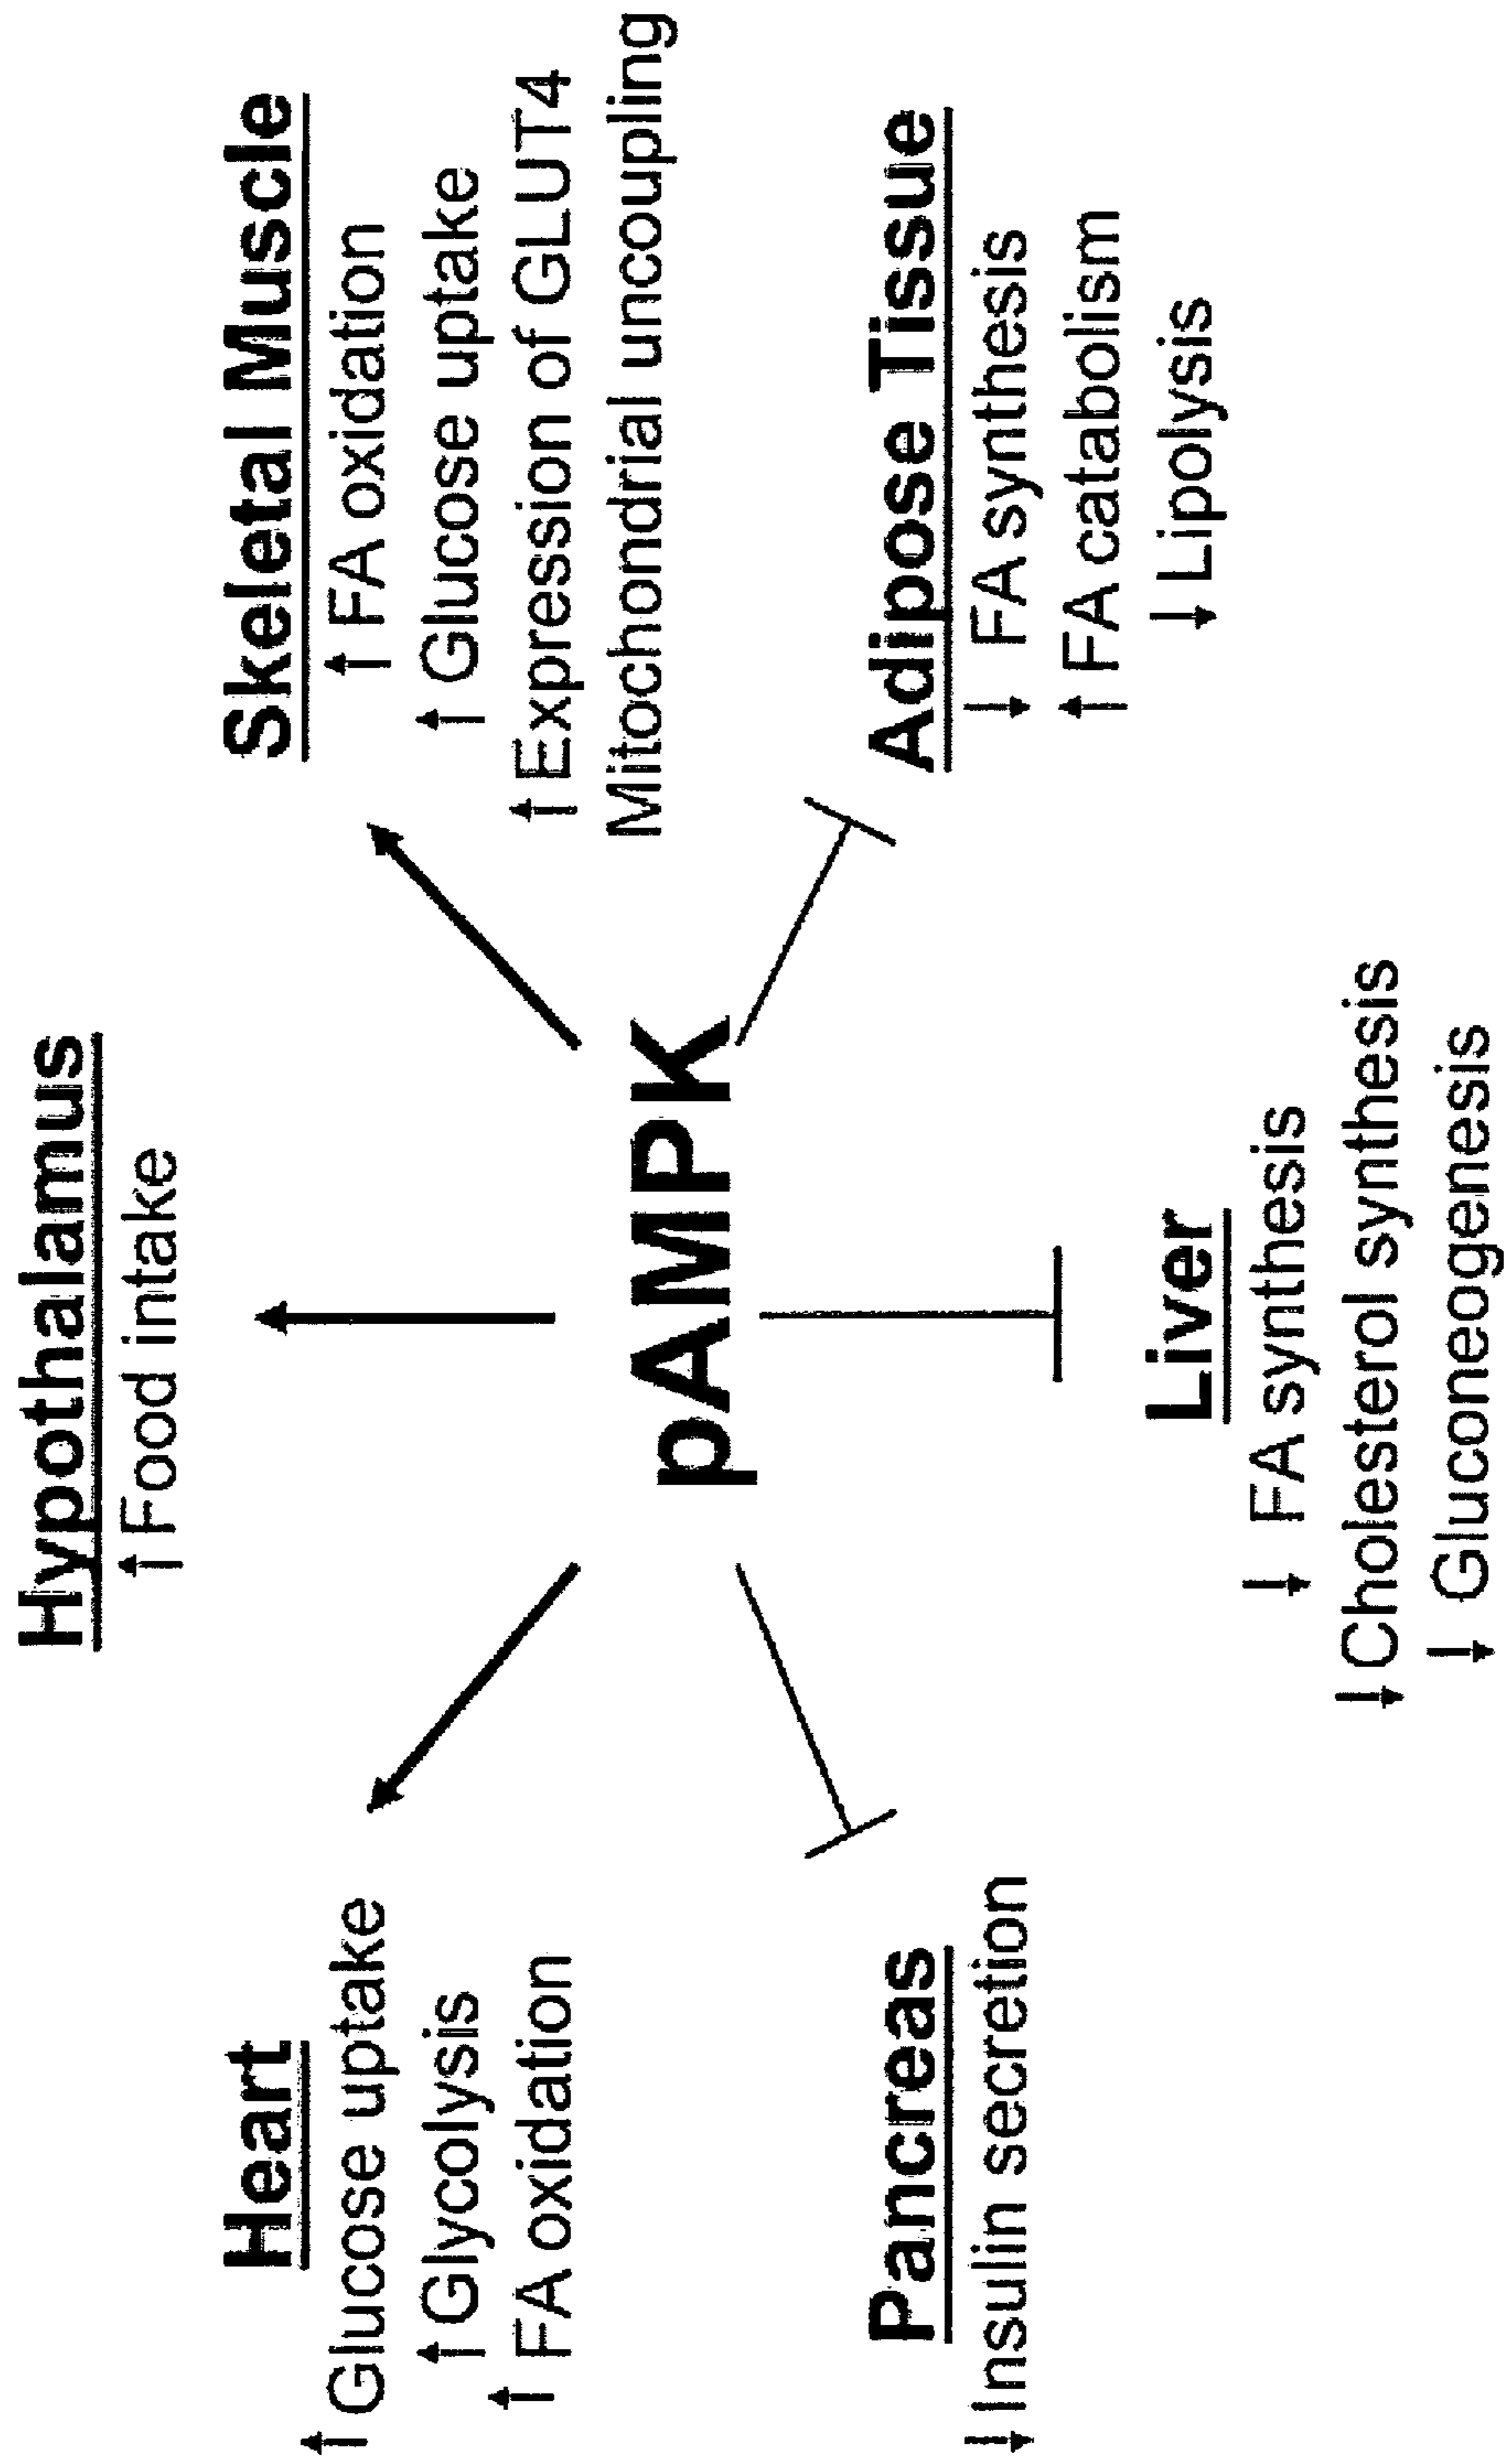 Hypothalamus
↑Food intake
Heart
↑Glucose uptake
↑Glycolysis
↑FA oxidation
Skeletal Muscle
↑FA oxidation
↑Glucose uptake
↑Expression of GLUT4
Mitochondrial uncoupling
pAMPK
Pancreas
↓Insulin secretion
Adipose Tissue
↓ FA synthesis
↑FA catabolism
↓Lipolysis
Liver
↓ FA synthesis
↓Cholesterol synthesis
↓ Gluconeogenesis